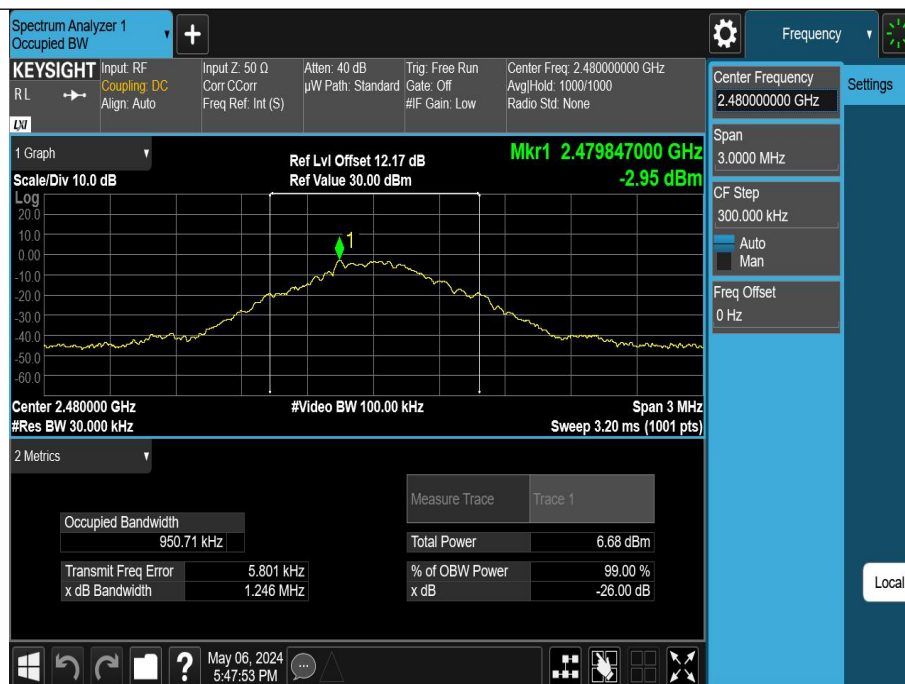 Spectrum Analyzer 1
Occupied BW
Frequency
KEYSIGHT
RL
LXI
Input: RF
Coupling: DC
Align: Auto
Input Z: 50 Ω
Corr CCorr
Freq Ref: Int (S)
Atten: 40 dB
µW Path: Standard
Trig: Free Run
Gate: Off
#IF Gain: Low
Center Freq: 2.480000000 GHz
Avg|Hold: 1000/1000
Radio Std: None
Center Frequency
2.480000000 GHz
Settings
Span
3.0000 MHz
CF Step
300.000 kHz
Auto
Man
Freq Offset
0 Hz
1 Graph
Scale/Div 10.0 dB
Ref Lvl Offset 12.17 dB
Ref Value 30.00 dBm
Mkr1 2.479847000 GHz
-2.95 dBm
Log
20.0
10.0
0.00
-10.0
-20.0
-30.0
-40.0
-50.0
-60.0
1
Center 2.480000 GHz
#Res BW 30.000 kHz
#Video BW 100.00 kHz
Span 3 MHz
Sweep 3.20 ms (1001 pts)
2 Metrics
Measure Trace Trace 1
Occupied Bandwidth
950.71 kHz
Total Power 6.68 dBm
Transmit Freq Error 5.801 kHz
% of OBW Power 99.00 %
x dB Bandwidth 1.246 MHz
x dB -26.00 dB
Local
?
May 06, 2024
5:47:53 PM